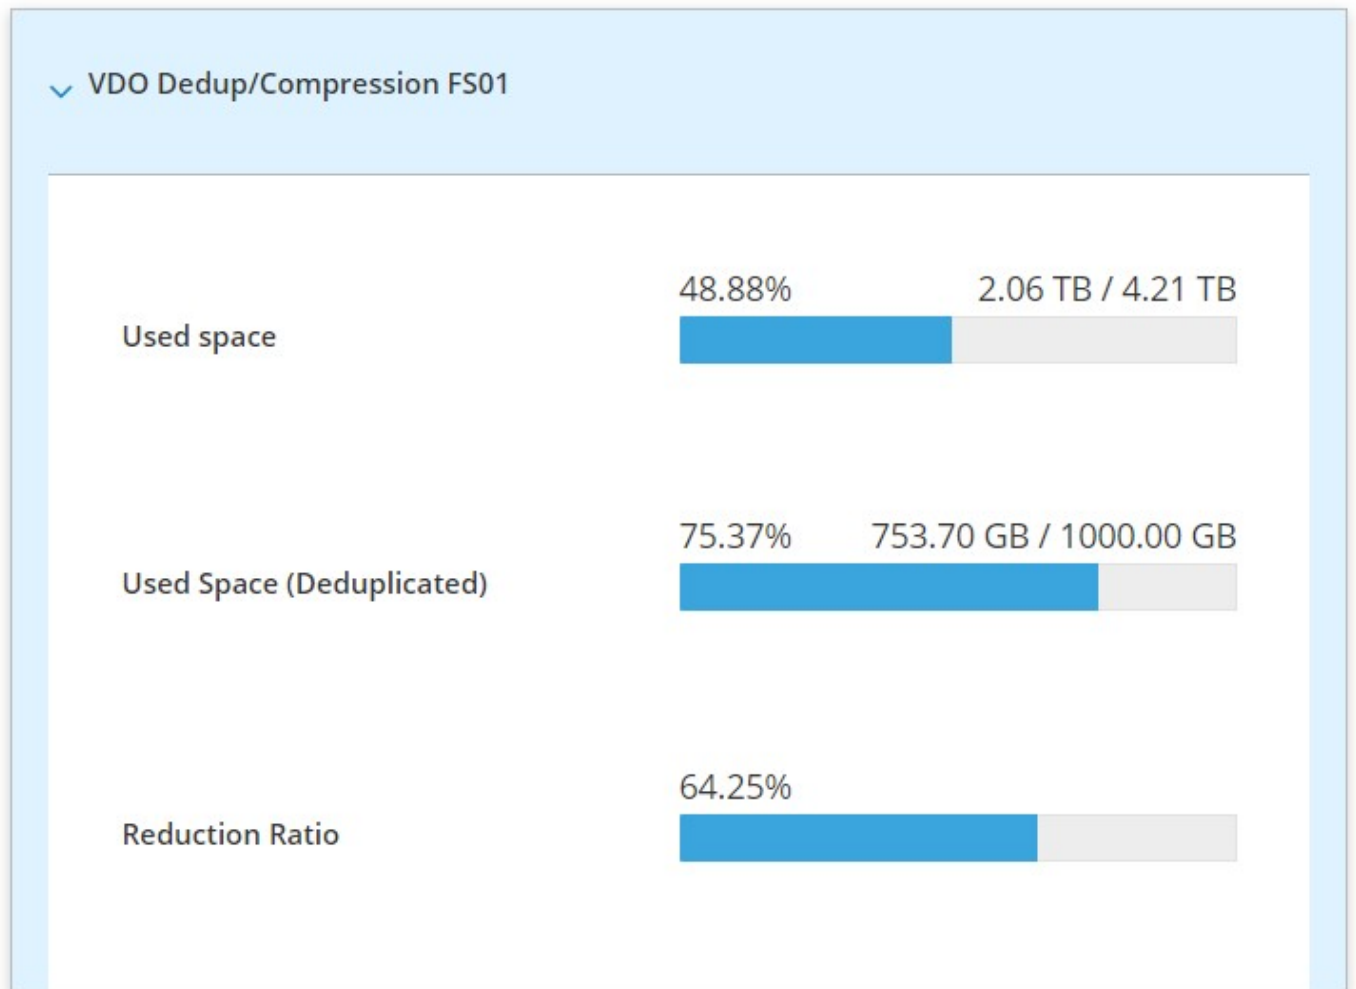 VDO Dedup/Compression FS01
48.88% 2.06 TB / 4.21 TB
Used space
75.37% 753.70 GB / 1000.00 GB
Used Space (Deduplicated)
64.25%
Reduction Ratio